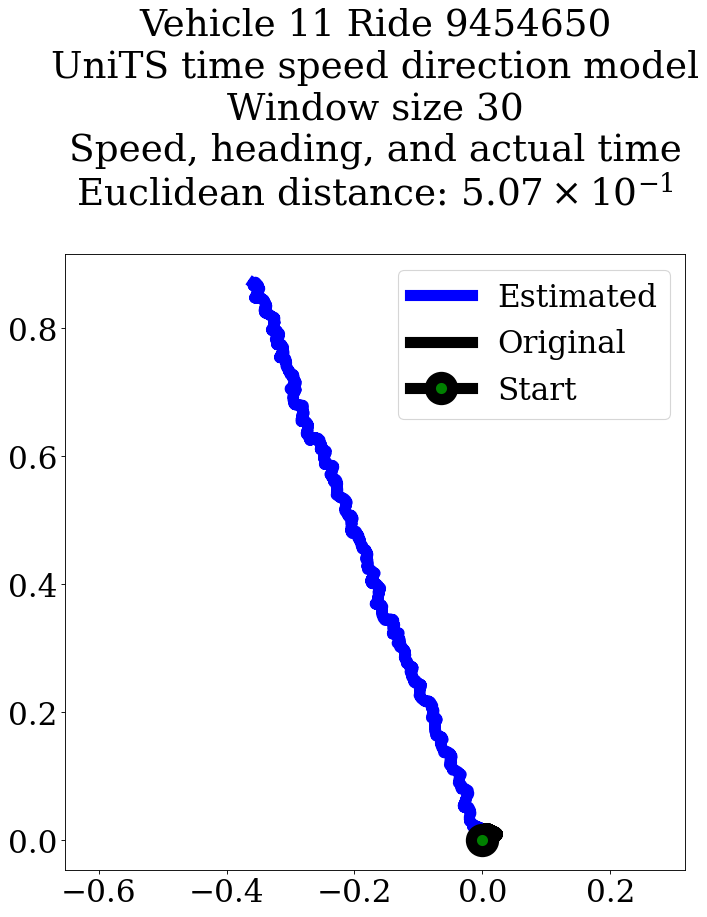 Vehicle 11 Ride 9454650
UniTS time speed direction model
Window size 30
Speed, heading, and actual time
Euclidean distance: 5.07 × 10⁻¹
Estimated
Original
Start
0.8
0.6
0.4
0.2
0.0
−0.6 −0.4 −0.2 0.0 0.2